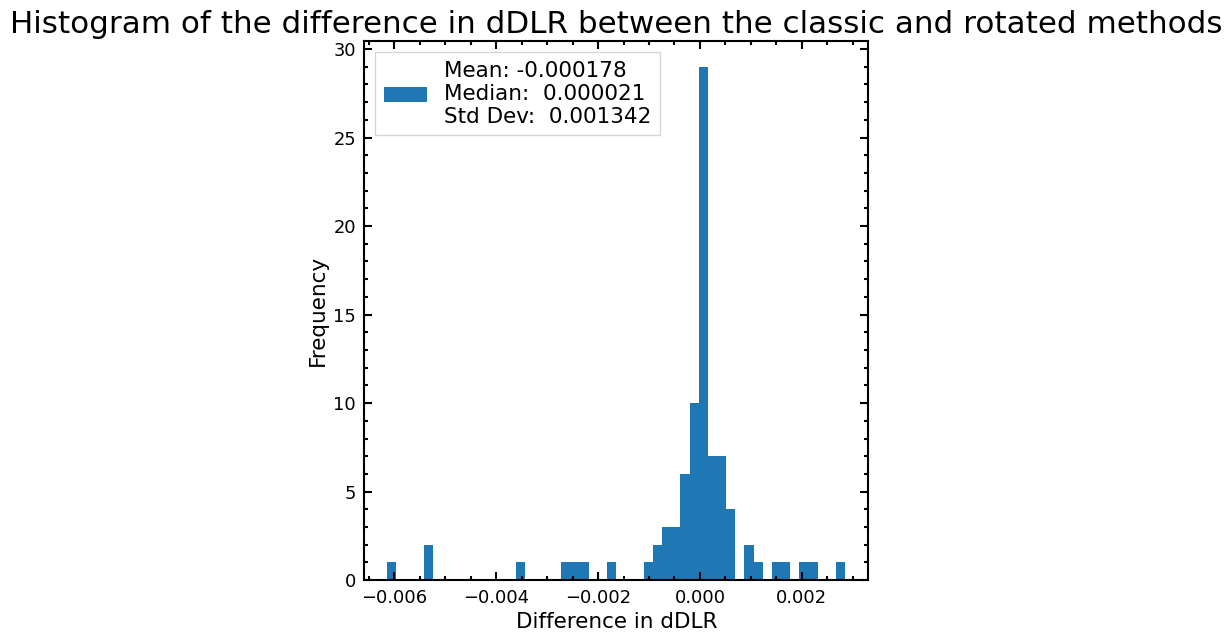 Histogram of the difference in dDLR between the classic and rotated methods
30
Mean: -0.000178
Median:  0.000021
Std Dev:  0.001342
25
20
Frequency
15
10
5
0
−0.006 −0.004 −0.002 0.000 0.002
Difference in dDLR